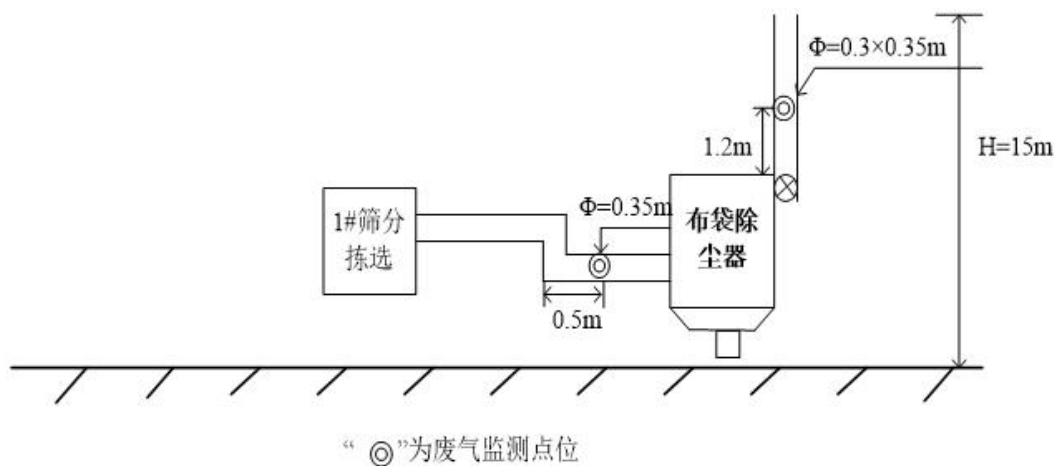 Φ=0.3×0.35m
1.2m
H=15m
1#筛分
拣选
Φ=0.35m
布袋除
尘器
0.5m
“ ◎”为废气监测点位